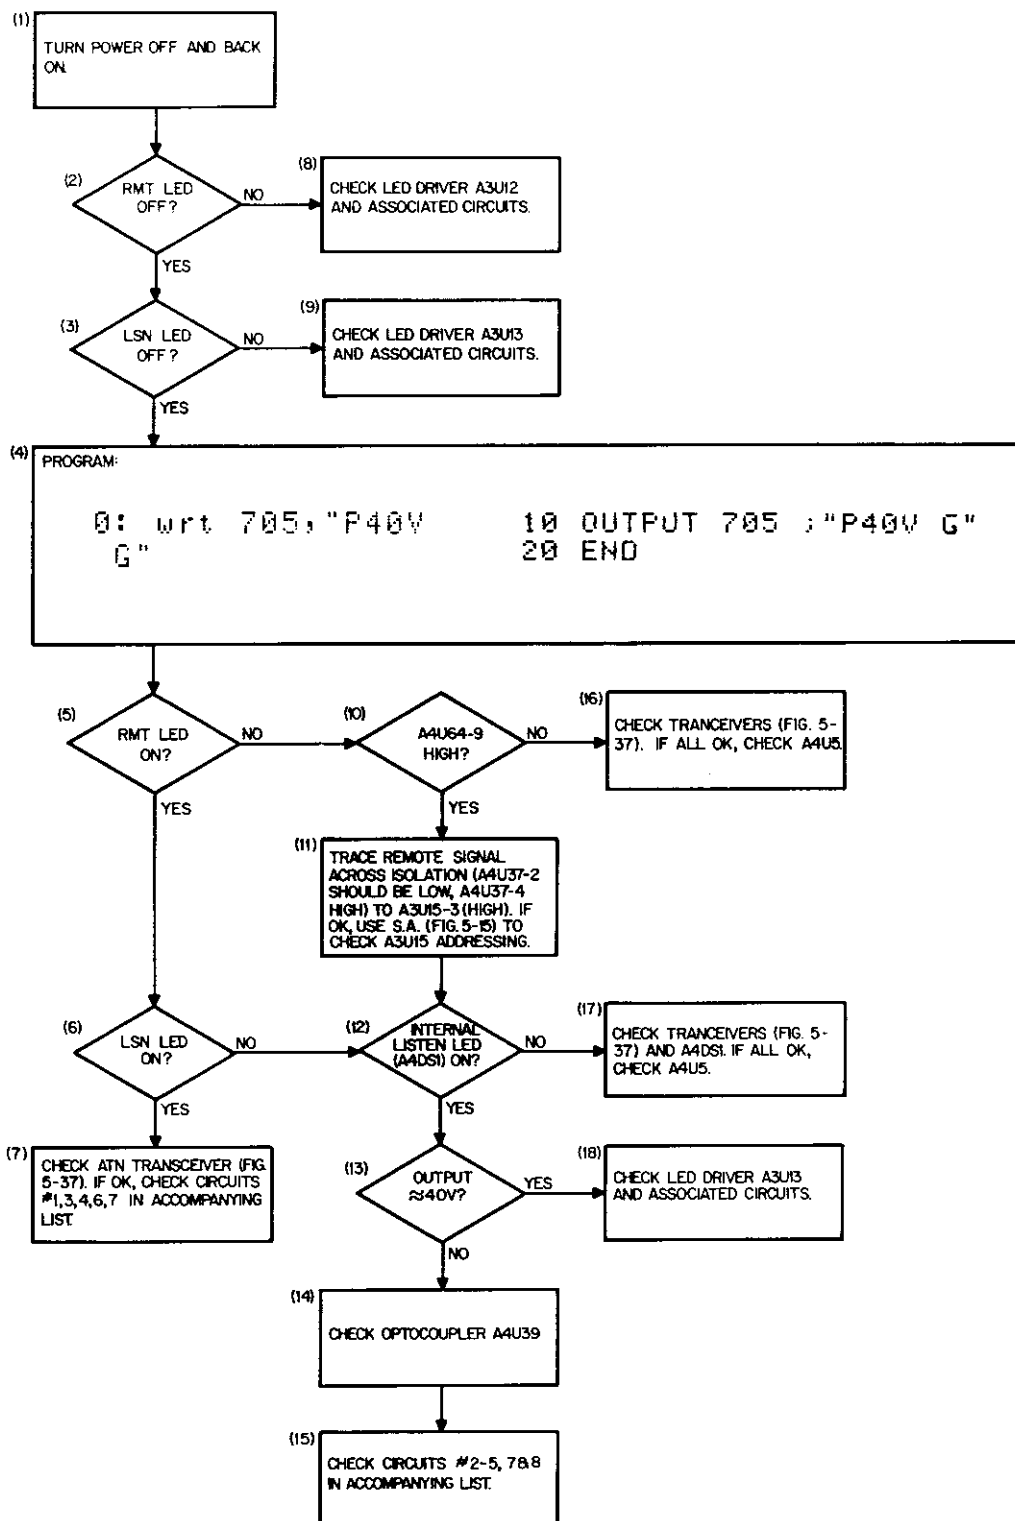 (1)
TURN POWER OFF AND BACK
ON.
(2)
RMT LED
OFF?
NO
YES
(8)
CHECK LED DRIVER A3U12
AND ASSOCIATED CIRCUITS.
(3)
LSN LED
OFF?
NO
YES
(9)
CHECK LED DRIVER A3U13
AND ASSOCIATED CIRCUITS.
(4)
PROGRAM:
0: wrt 705,"P40V
G"
10 OUTPUT 705 ;"P40V G"
20 END
(5)
RMT LED
ON?
NO
YES
(10)
A4U64-9
HIGH?
NO
YES
(16)
CHECK TRANCEIVERS (FIG. 5-
37). IF ALL OK, CHECK A4U5.
(11)
TRACE REMOTE SIGNAL
ACROSS ISOLATION (A4U37-2
SHOULD BE LOW, A4U37-4
HIGH) TO A3U15-3 (HIGH). IF
OK, USE S.A. (FIG. 5-15) TO
CHECK A3U15 ADDRESSING.
(6)
LSN LED
ON?
NO
YES
(12)
INTERNAL
LISTEN LED
(A4DS1) ON?
NO
YES
(17)
CHECK TRANCEIVERS (FIG. 5-
37) AND A4DS1. IF ALL OK,
CHECK A4U5.
(7)
CHECK ATN TRANSCEIVER (FIG.
5-37). IF OK, CHECK CIRCUITS
#1,3,4,6,7 IN ACCOMPANYING
LIST.
(13)
OUTPUT
≈40V?
YES
NO
(18)
CHECK LED DRIVER A3U13
AND ASSOCIATED CIRCUITS.
(14)
CHECK OPTOCOUPLER A4U39
(15)
CHECK CIRCUITS #2-5, 7&8
IN ACCOMPANYING LIST.